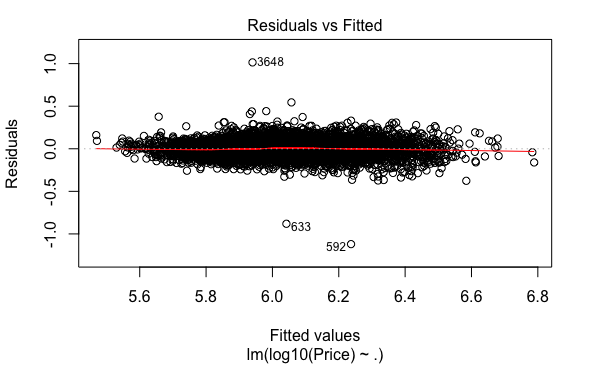 Residuals vs Fitted
Residuals
1.0
0.5
0.0
-0.5
-1.0
3648
633
592
5.6 5.8 6.0 6.2 6.4 6.6 6.8
Fitted values
lm(log10(Price) ~ .)